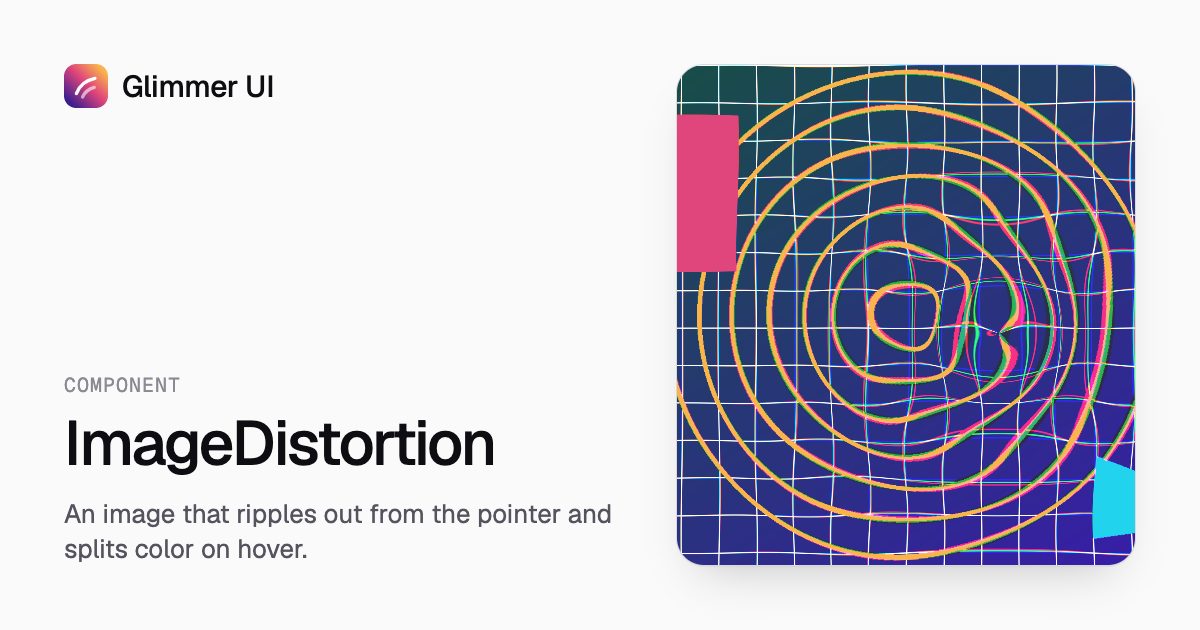 Glimmer UI
COMPONENT
ImageDistortion
An image that ripples out from the pointer and
splits color on hover.